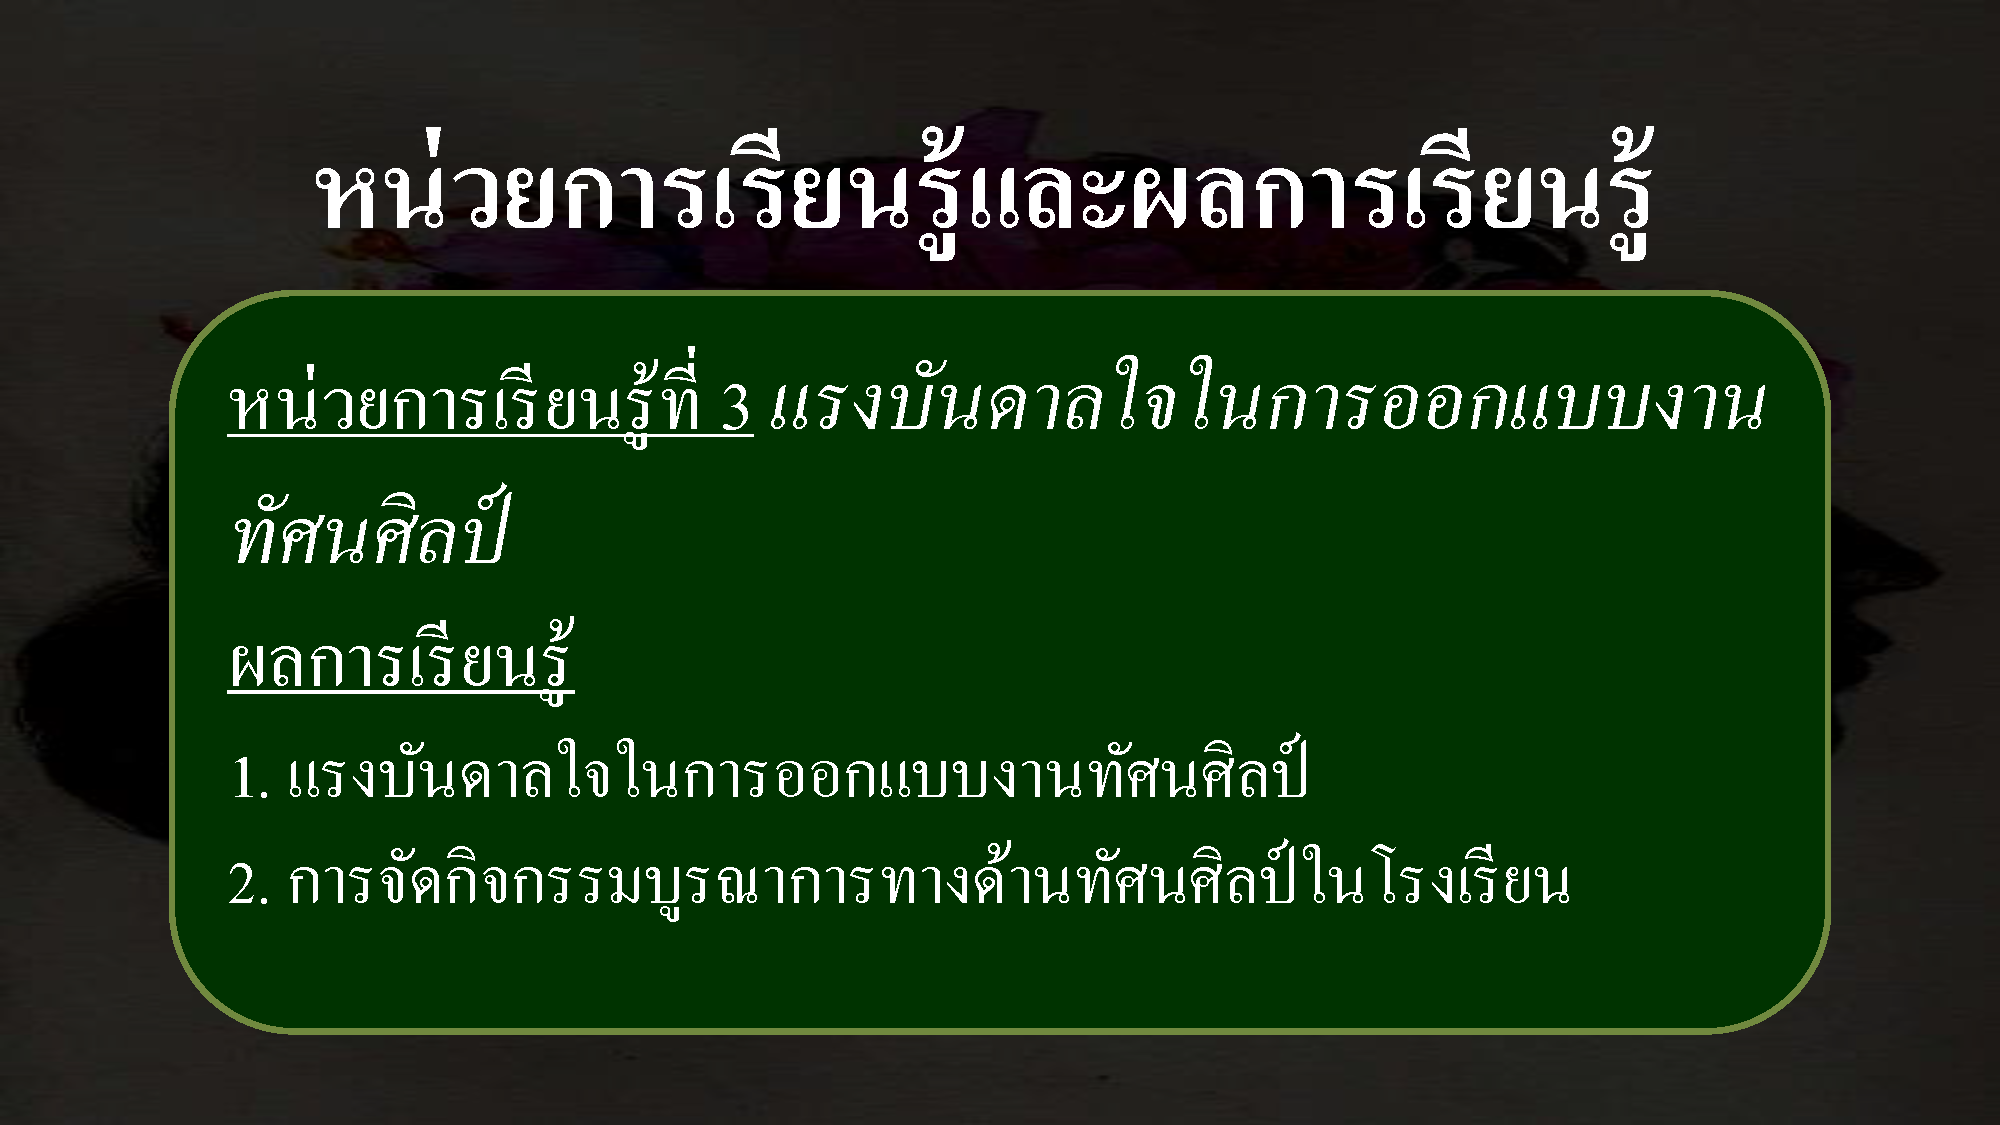 หน่วยการเรียนรู้และผลการเรียนรู้
หน่วยการเรียนรู้ที่ 3 แรงบันดาลใจในการออกแบบงาน
ทัศนศิลป์
ผลการเรียนรู้
1. แรงบันดาลใจในการออกแบบงานทัศนศิลป์
2. การจัดกิจกรรมบูรณาการทางด้านทัศนศิลป์ในโรงเรียน